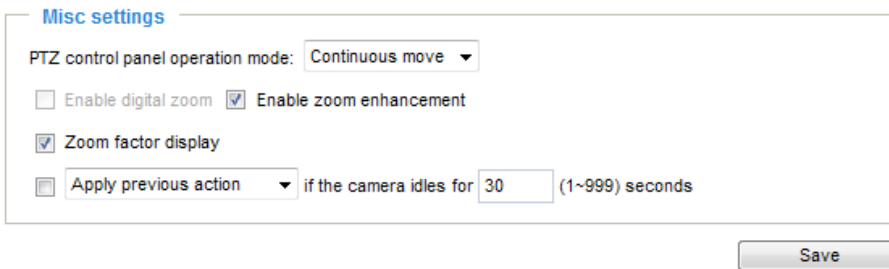 Misc settings
PTZ control panel operation mode: Continuous move
Enable digital zoom Enable zoom enhancement
Zoom factor display
Apply previous action if the camera idles for 30 (1~999) seconds
Save